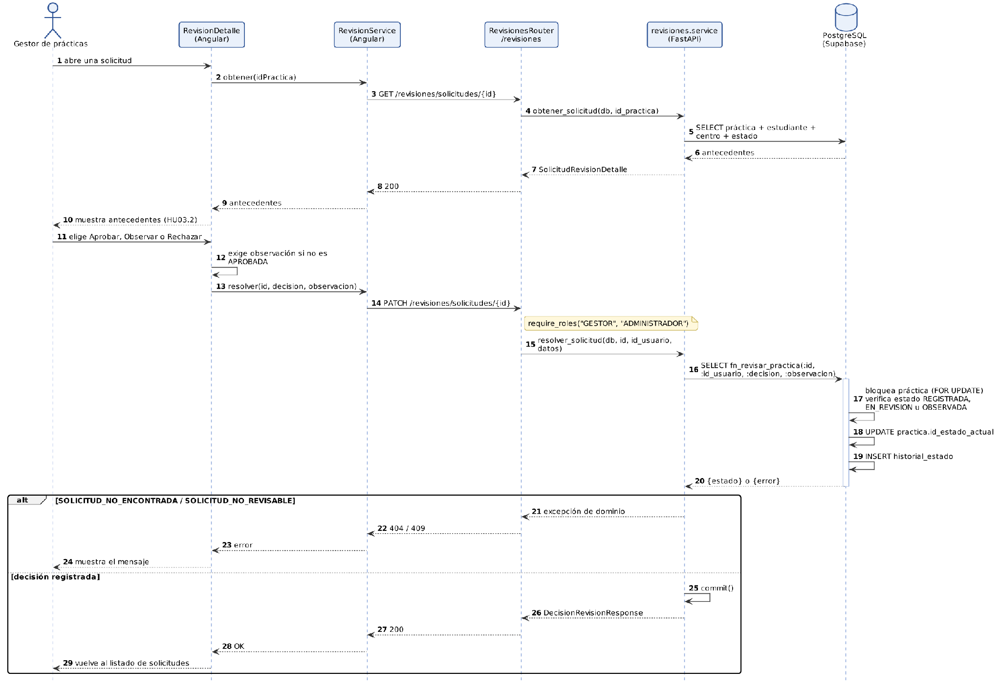 Gestor de prácticas
RevisionDetalle
(Angular)
RevisionService
(Angular)
RevisionesRouter
/revisiones
revisiones.service
(FastAPI)
PostgreSQL
(Supabase)
1 abre una solicitud
2 obtener(idPractica)
3 GET /revisiones/solicitudes/{id}
4 obtener_solicitud(db, id_practica)
5 SELECT práctica + estudiante +
centro + estado
6 antecedentes
7 SolicitudRevisionDetalle
8 200
9 antecedentes
10 muestra antecedentes (HU03.2)
11 elige Aprobar, Observar o Rechazar
12 exige observación si no es
APROBADA
13 resolver(id, decision, observacion)
14 PATCH /revisiones/solicitudes/{id}
require_roles("GESTOR", "ADMINISTRADOR")
15 resolver_solicitud(db, id, id_usuario,
datos)
16 SELECT fn_revisar_practica(:id,
:id_usuario, :decision, :observacion)
17 bloquea práctica (FOR UPDATE)
verifica estado REGISTRADA,
EN_REVISION u OBSERVADA
18 UPDATE practica.id_estado_actual
19 INSERT historial_estado
20 {estado} o {error}
alt [SOLICITUD_NO_ENCONTRADA / SOLICITUD_NO_REVISABLE]
21 excepción de dominio
22 404 / 409
23 error
24 muestra el mensaje
[decisión registrada]
25 commit()
26 DecisionRevisionResponse
27 200
28 OK
29 vuelve al listado de solicitudes